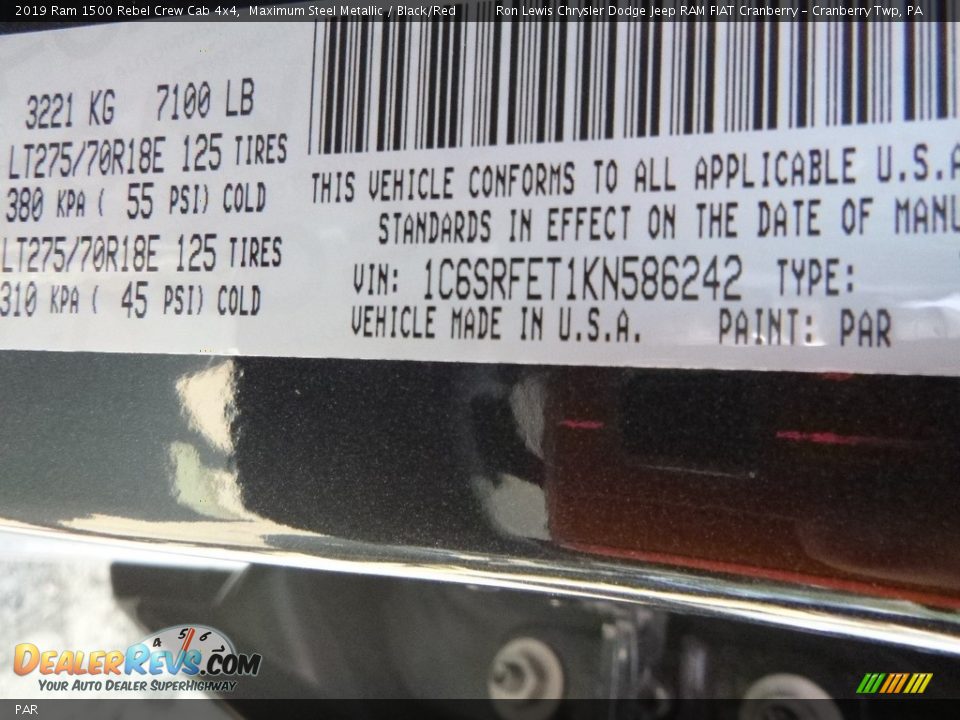 2019 Ram 1500 Rebel Crew Cab 4x4, Maximum Steel Metallic / Black/Red Ron Lewis Chrysler Dodge Jeep RAM FIAT Cranberry – Cranberry Twp, PA
3221 KG 7100 LB
LT275/70R18E 125 TIRES
380 KPA ( 55 PSI) COLD
LT275/70R18E 125 TIRES
310 KPA ( 45 PSI) COLD
THIS VEHICLE CONFORMS TO ALL APPLICABLE U.S.A
STANDARDS IN EFFECT ON THE DATE OF MANU
VIN: 1C6SRFET1KN586242 TYPE:
VEHICLE MADE IN U.S.A. PAINT: PAR
4 5 6
DEALERREVS.COM
YOUR AUTO DEALER SUPERHIGHWAY
PAR